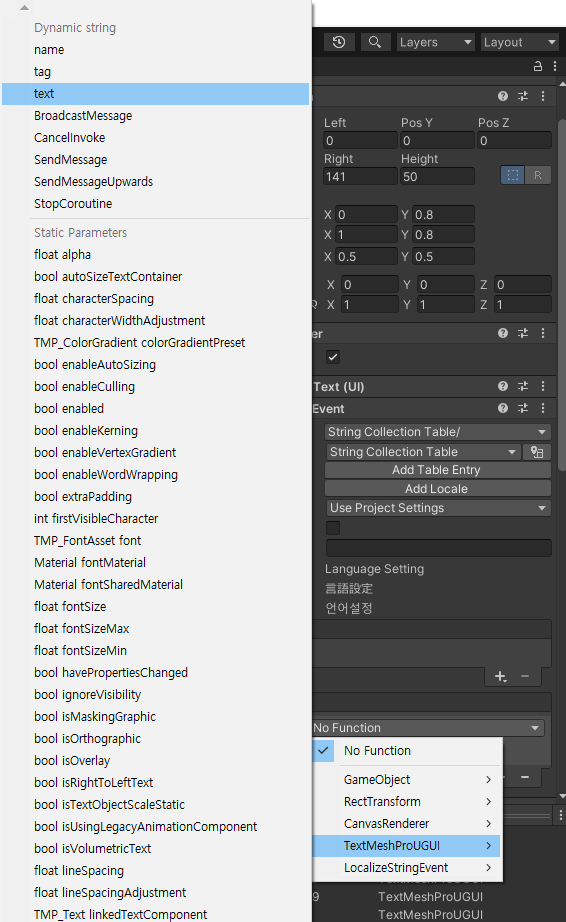 Dynamic string
name
tag
text
BroadcastMessage
CancelInvoke
SendMessage
SendMessageUpwards
StopCoroutine
Static Parameters
float alpha
bool autoSizeTextContainer
float characterSpacing
float characterWidthAdjustment
TMP_ColorGradient colorGradientPreset
bool enableAutoSizing
bool enableCulling
bool enabled
bool enableKerning
bool enableVertexGradient
bool enableWordWrapping
bool extraPadding
int firstVisibleCharacter
TMP_FontAsset font
Material fontMaterial
Material fontSharedMaterial
float fontSize
float fontSizeMax
float fontSizeMin
bool havePropertiesChanged
bool ignoreVisibility
bool isMaskingGraphic
bool isOrthographic
bool isOverlay
bool isRightToLeftText
bool isTextObjectScaleStatic
bool isUsingLegacyAnimationComponent
bool isVolumetricText
float lineSpacing
float lineSpacingAdjustment
TMP_Text linkedTextComponent
Layers Layout
Left Pos Y Pos Z
0 0 0
Right Height
141 50 R
X 0 Y 0.8
X 1 Y 0.8
X 0.5 Y 0.5
X 0 Y 0 Z 0
R X 1 Y 1 Z 1
er
Text (UI)
Event
String Collection Table/
String Collection Table
Add Table Entry
Add Locale
Use Project Settings
Language Setting
言語設定
언어설정
No Function
No Function
GameObject
RectTransform
CanvasRenderer
TextMeshProUGUI
LocalizeStringEvent
9 TextMeshProUGUI
TextMeshProUGUI